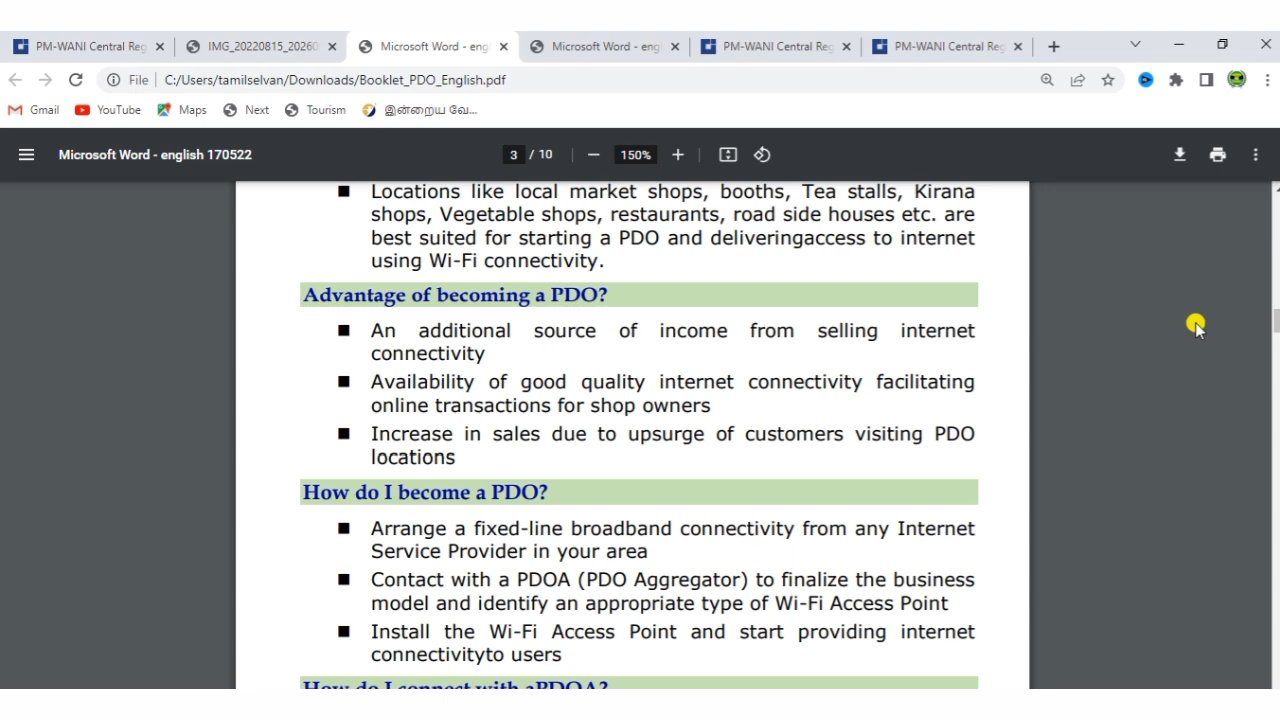 PM-WANI Central Reg
IMG_20220815_20260
Microsoft Word - eng
Microsoft Word - eng
PM-WANI Central Reg
PM-WANI Central Reg
File
C:/Users/tamilselvan/Downloads/Booklet_PDO_English.pdf
Gmail
YouTube
Maps
Next
Tourism
இன்றைய வே...
Microsoft Word - english 170522
3 / 10
150%
Locations like local market shops, booths, Tea stalls, Kirana
shops, Vegetable shops, restaurants, road side houses etc. are
best suited for starting a PDO and deliveringaccess to internet
using Wi-Fi connectivity.
Advantage of becoming a PDO?
An additional source of income from selling internet
connectivity
Availability of good quality internet connectivity facilitating
online transactions for shop owners
Increase in sales due to upsurge of customers visiting PDO
locations
How do I become a PDO?
Arrange a fixed-line broadband connectivity from any Internet
Service Provider in your area
Contact with a PDOA (PDO Aggregator) to finalize the business
model and identify an appropriate type of Wi-Fi Access Point
Install the Wi-Fi Access Point and start providing internet
connectivityto users
How do I connect with aPDOA?